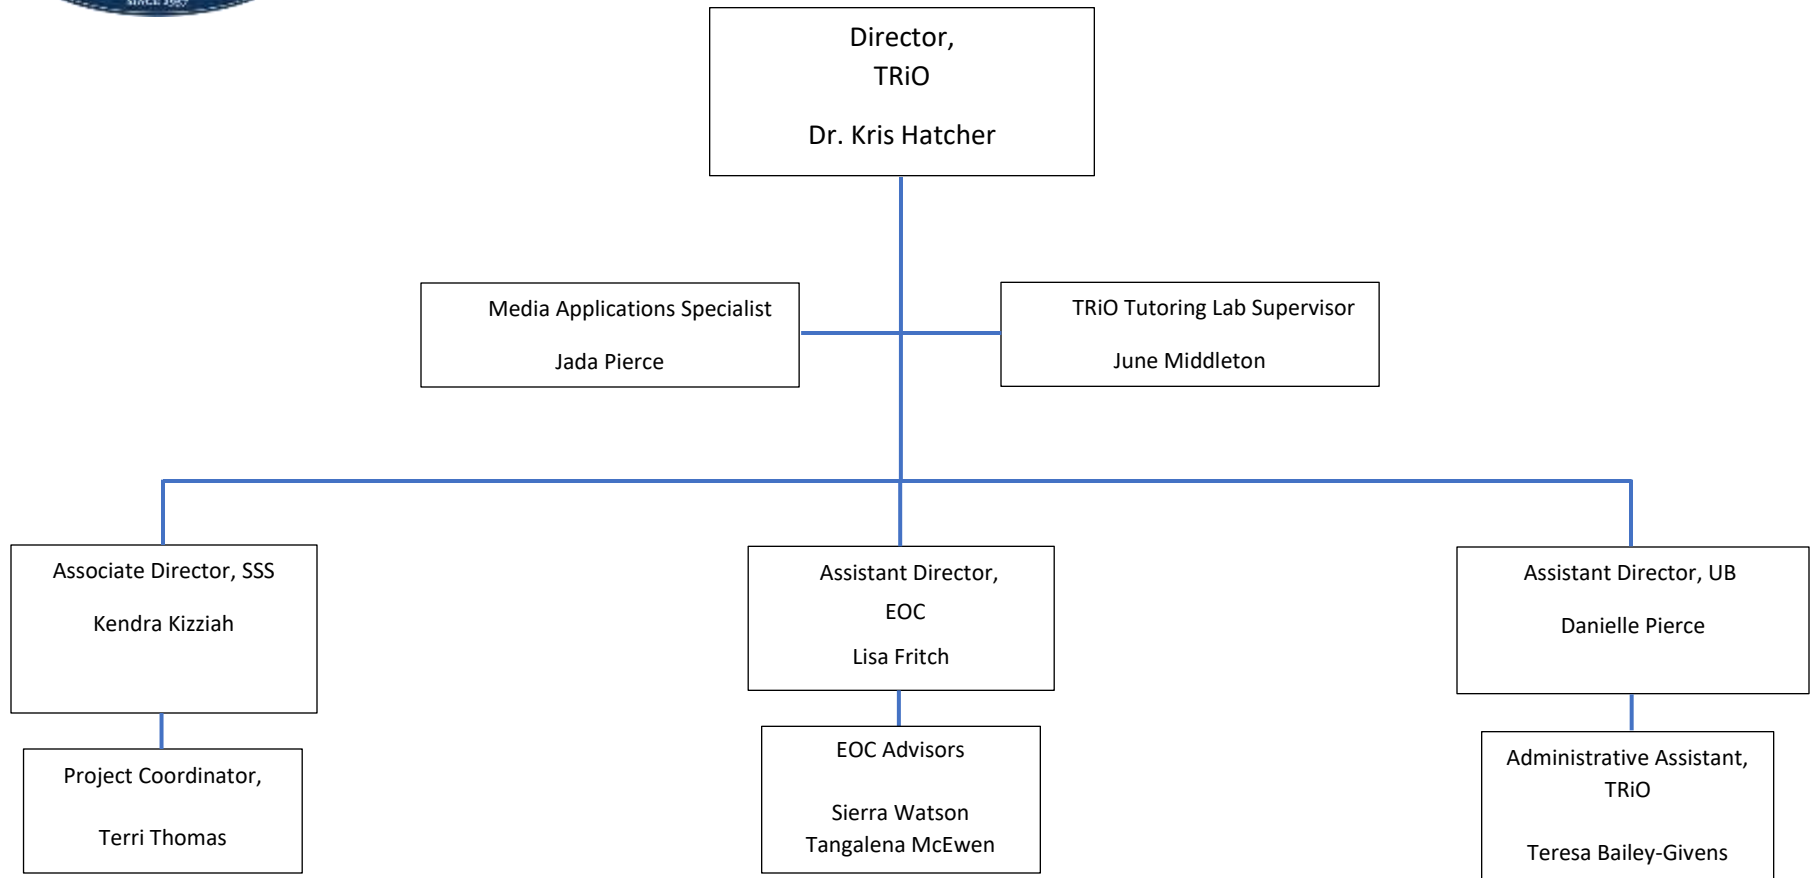 SINCE 1957
Director,
TRiO
Dr. Kris Hatcher
Media Applications Specialist
Jada Pierce
TRiO Tutoring Lab Supervisor
June Middleton
Associate Director, SSS
Kendra Kizziah
Assistant Director,
EOC
Lisa Fritch
Assistant Director, UB
Danielle Pierce
Project Coordinator,
Terri Thomas
EOC Advisors
Sierra Watson
Tangalena McEwen
Administrative Assistant,
TRiO
Teresa Bailey-Givens